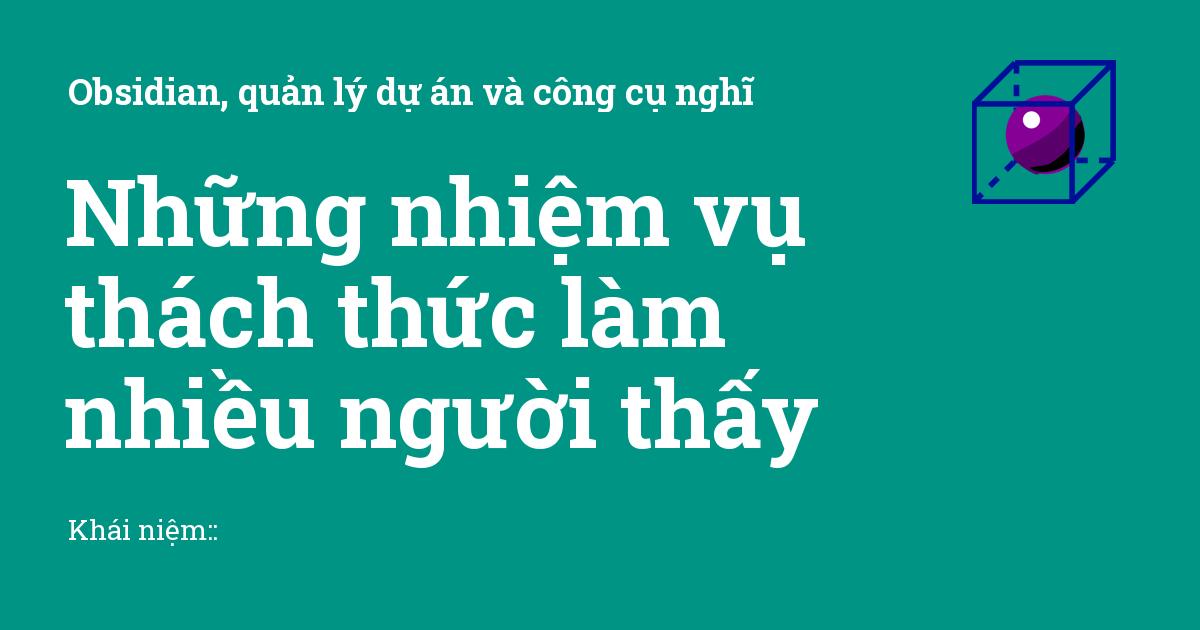 Obsidian, quản lý dự án và công cụ nghĩ
Những nhiệm vụ
thách thức làm
nhiều người thấy
Khái niệm::